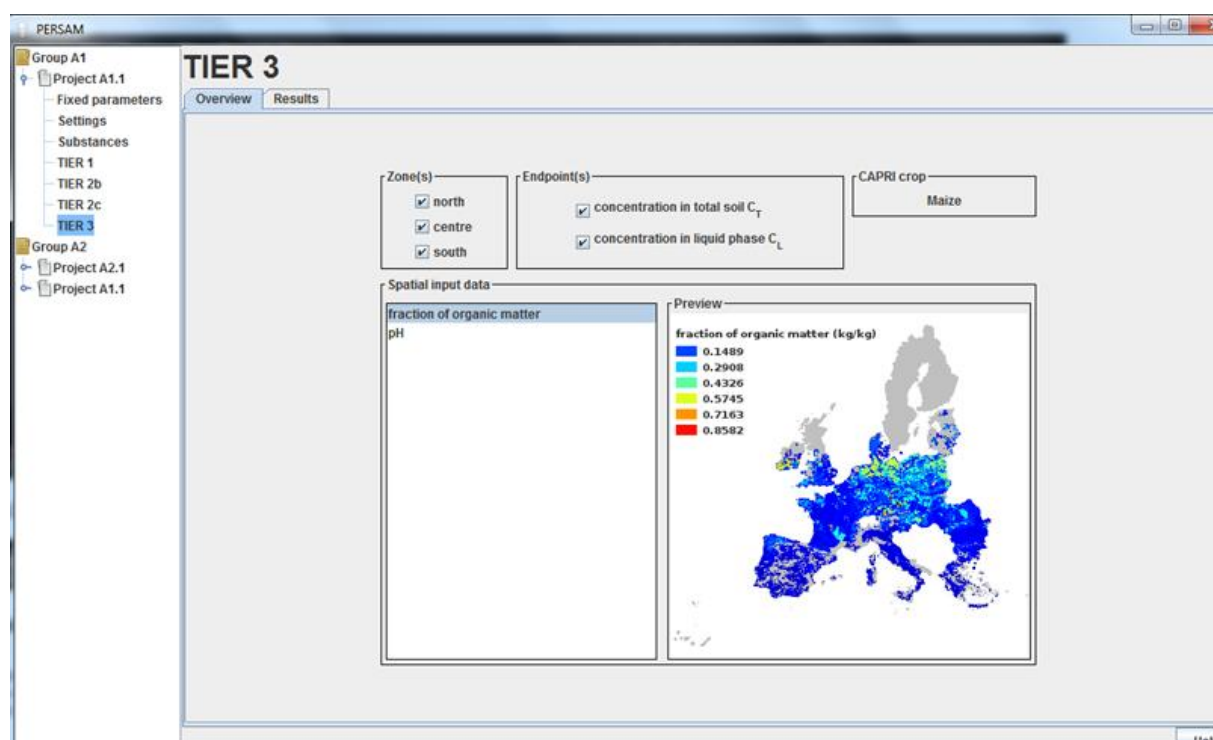 PERSAM
Group A1
Project A1.1
Fixed parameters
Settings
Substances
TIER 1
TIER 2b
TIER 2c
TIER 3
Group A2
Project A2.1
Project A1.1
TIER 3
Overview Results
Zone(s)
north
centre
south
Endpoint(s)
concentration in total soil C_T
concentration in liquid phase C_L
CAPRI crop
Maize
Spatial input data
fraction of organic matter
pH
Preview
fraction of organic matter (kg/kg)
0.1489
0.2908
0.4326
0.5745
0.7163
0.8582